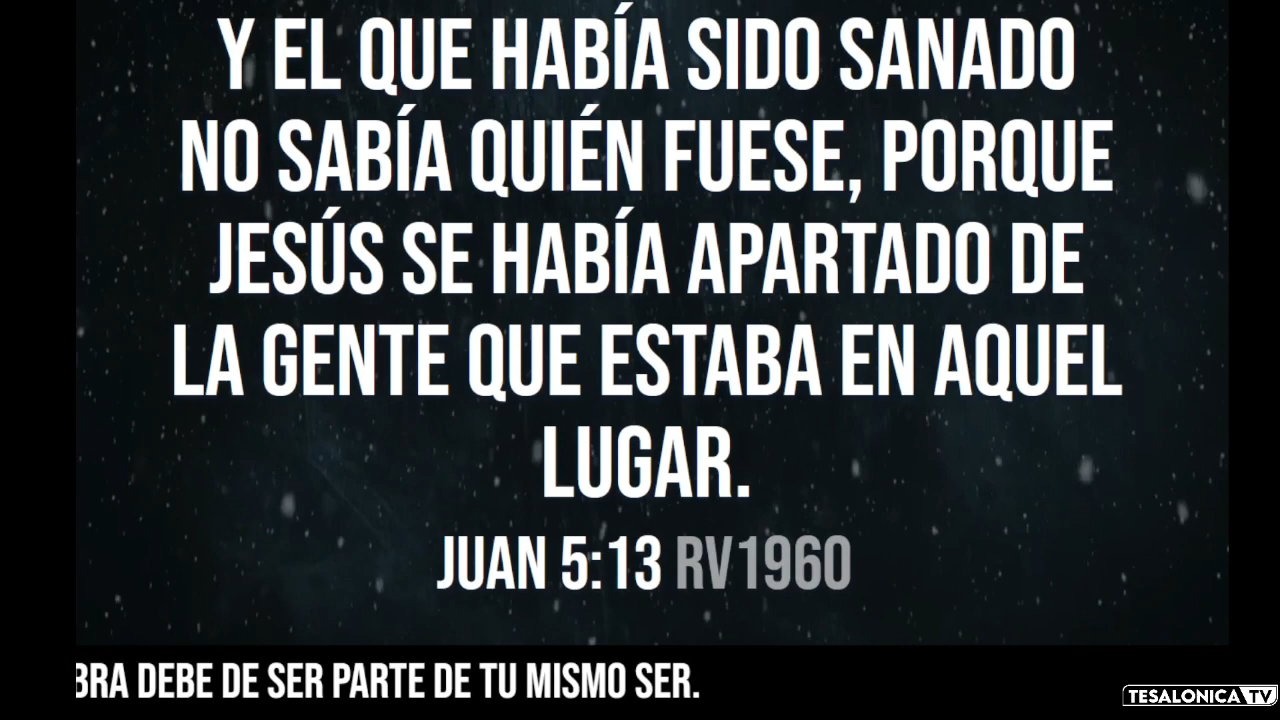 Y EL QUE HABÍA SIDO SANADO
NO SABÍA QUIÉN FUESE, PORQUE
JESÚS SE HABÍA APARTADO DE
LA GENTE QUE ESTABA EN AQUEL
LUGAR.
JUAN 5:13 RV1960
DEBE DE SER PARTE DE TU MISMO SER.
TESALONICA TV